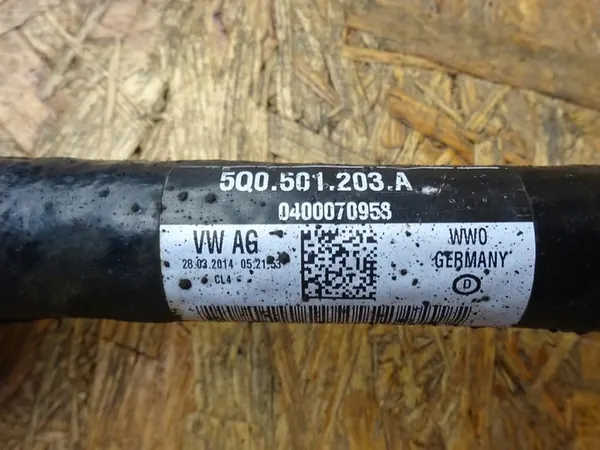 5Q0.501.203.A
0400070958
VW AG
28.03.2014 05:21:53
CL4
WWO
GERMANY
D